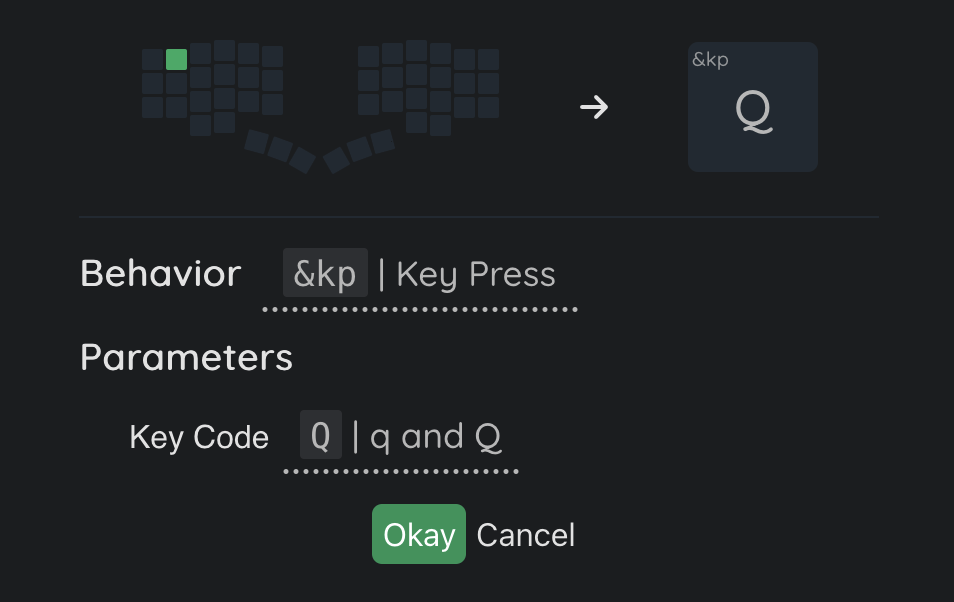 &kp
Q
Behavior &kp | Key Press
Parameters
Key Code Q | q and Q
Okay Cancel